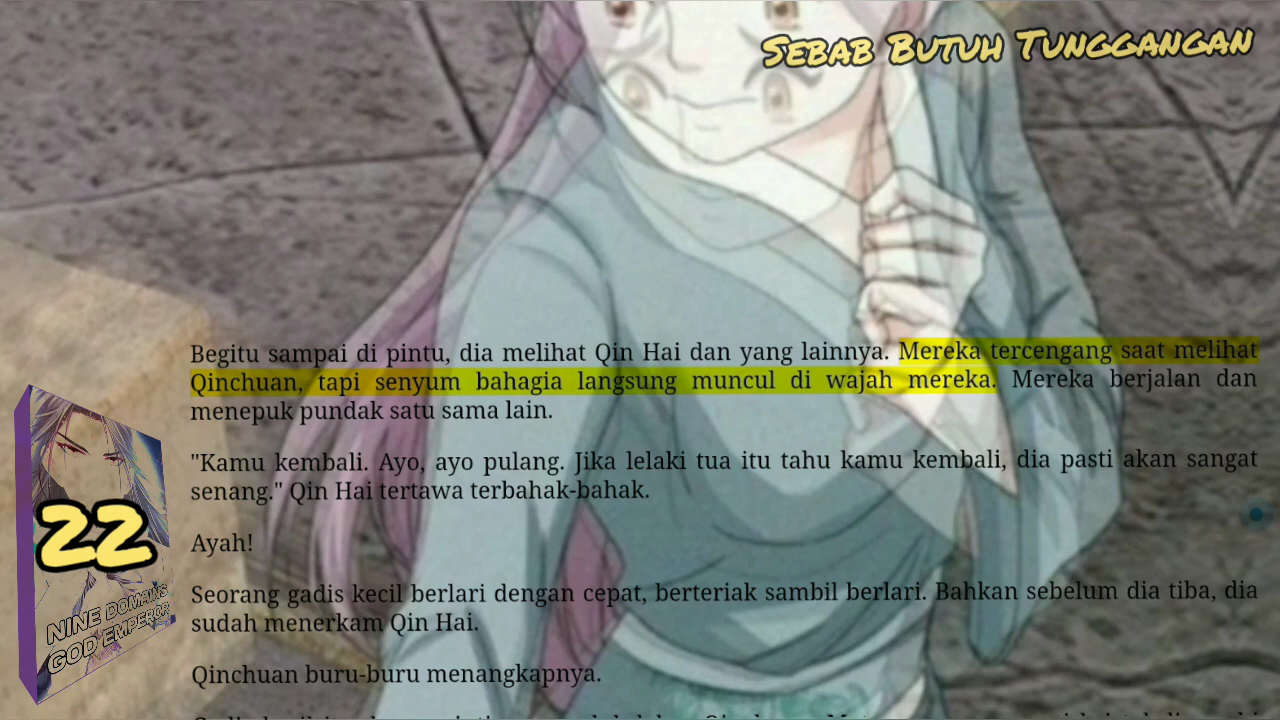 Sebab Butuh Tunggangan
Begitu sampai di pintu, dia melihat Qin Hai dan yang lainnya. Mereka tercengang saat melihat
Qinchuan, tapi senyum bahagia langsung muncul di wajah mereka. Mereka berjalan dan
menepuk pundak satu sama lain.
"Kamu kembali. Ayo, ayo pulang. Jika lelaki tua itu tahu kamu kembali, dia pasti akan sangat
senang." Qin Hai tertawa terbahak-bahak.
Ayah!
Seorang gadis kecil berlari dengan cepat, berteriak sambil berlari. Bahkan sebelum dia tiba, dia
sudah menerkam Qin Hai.
Qinchuan buru-buru menangkapnya.
22
NINE DOMAINS
GOD EMPEROR